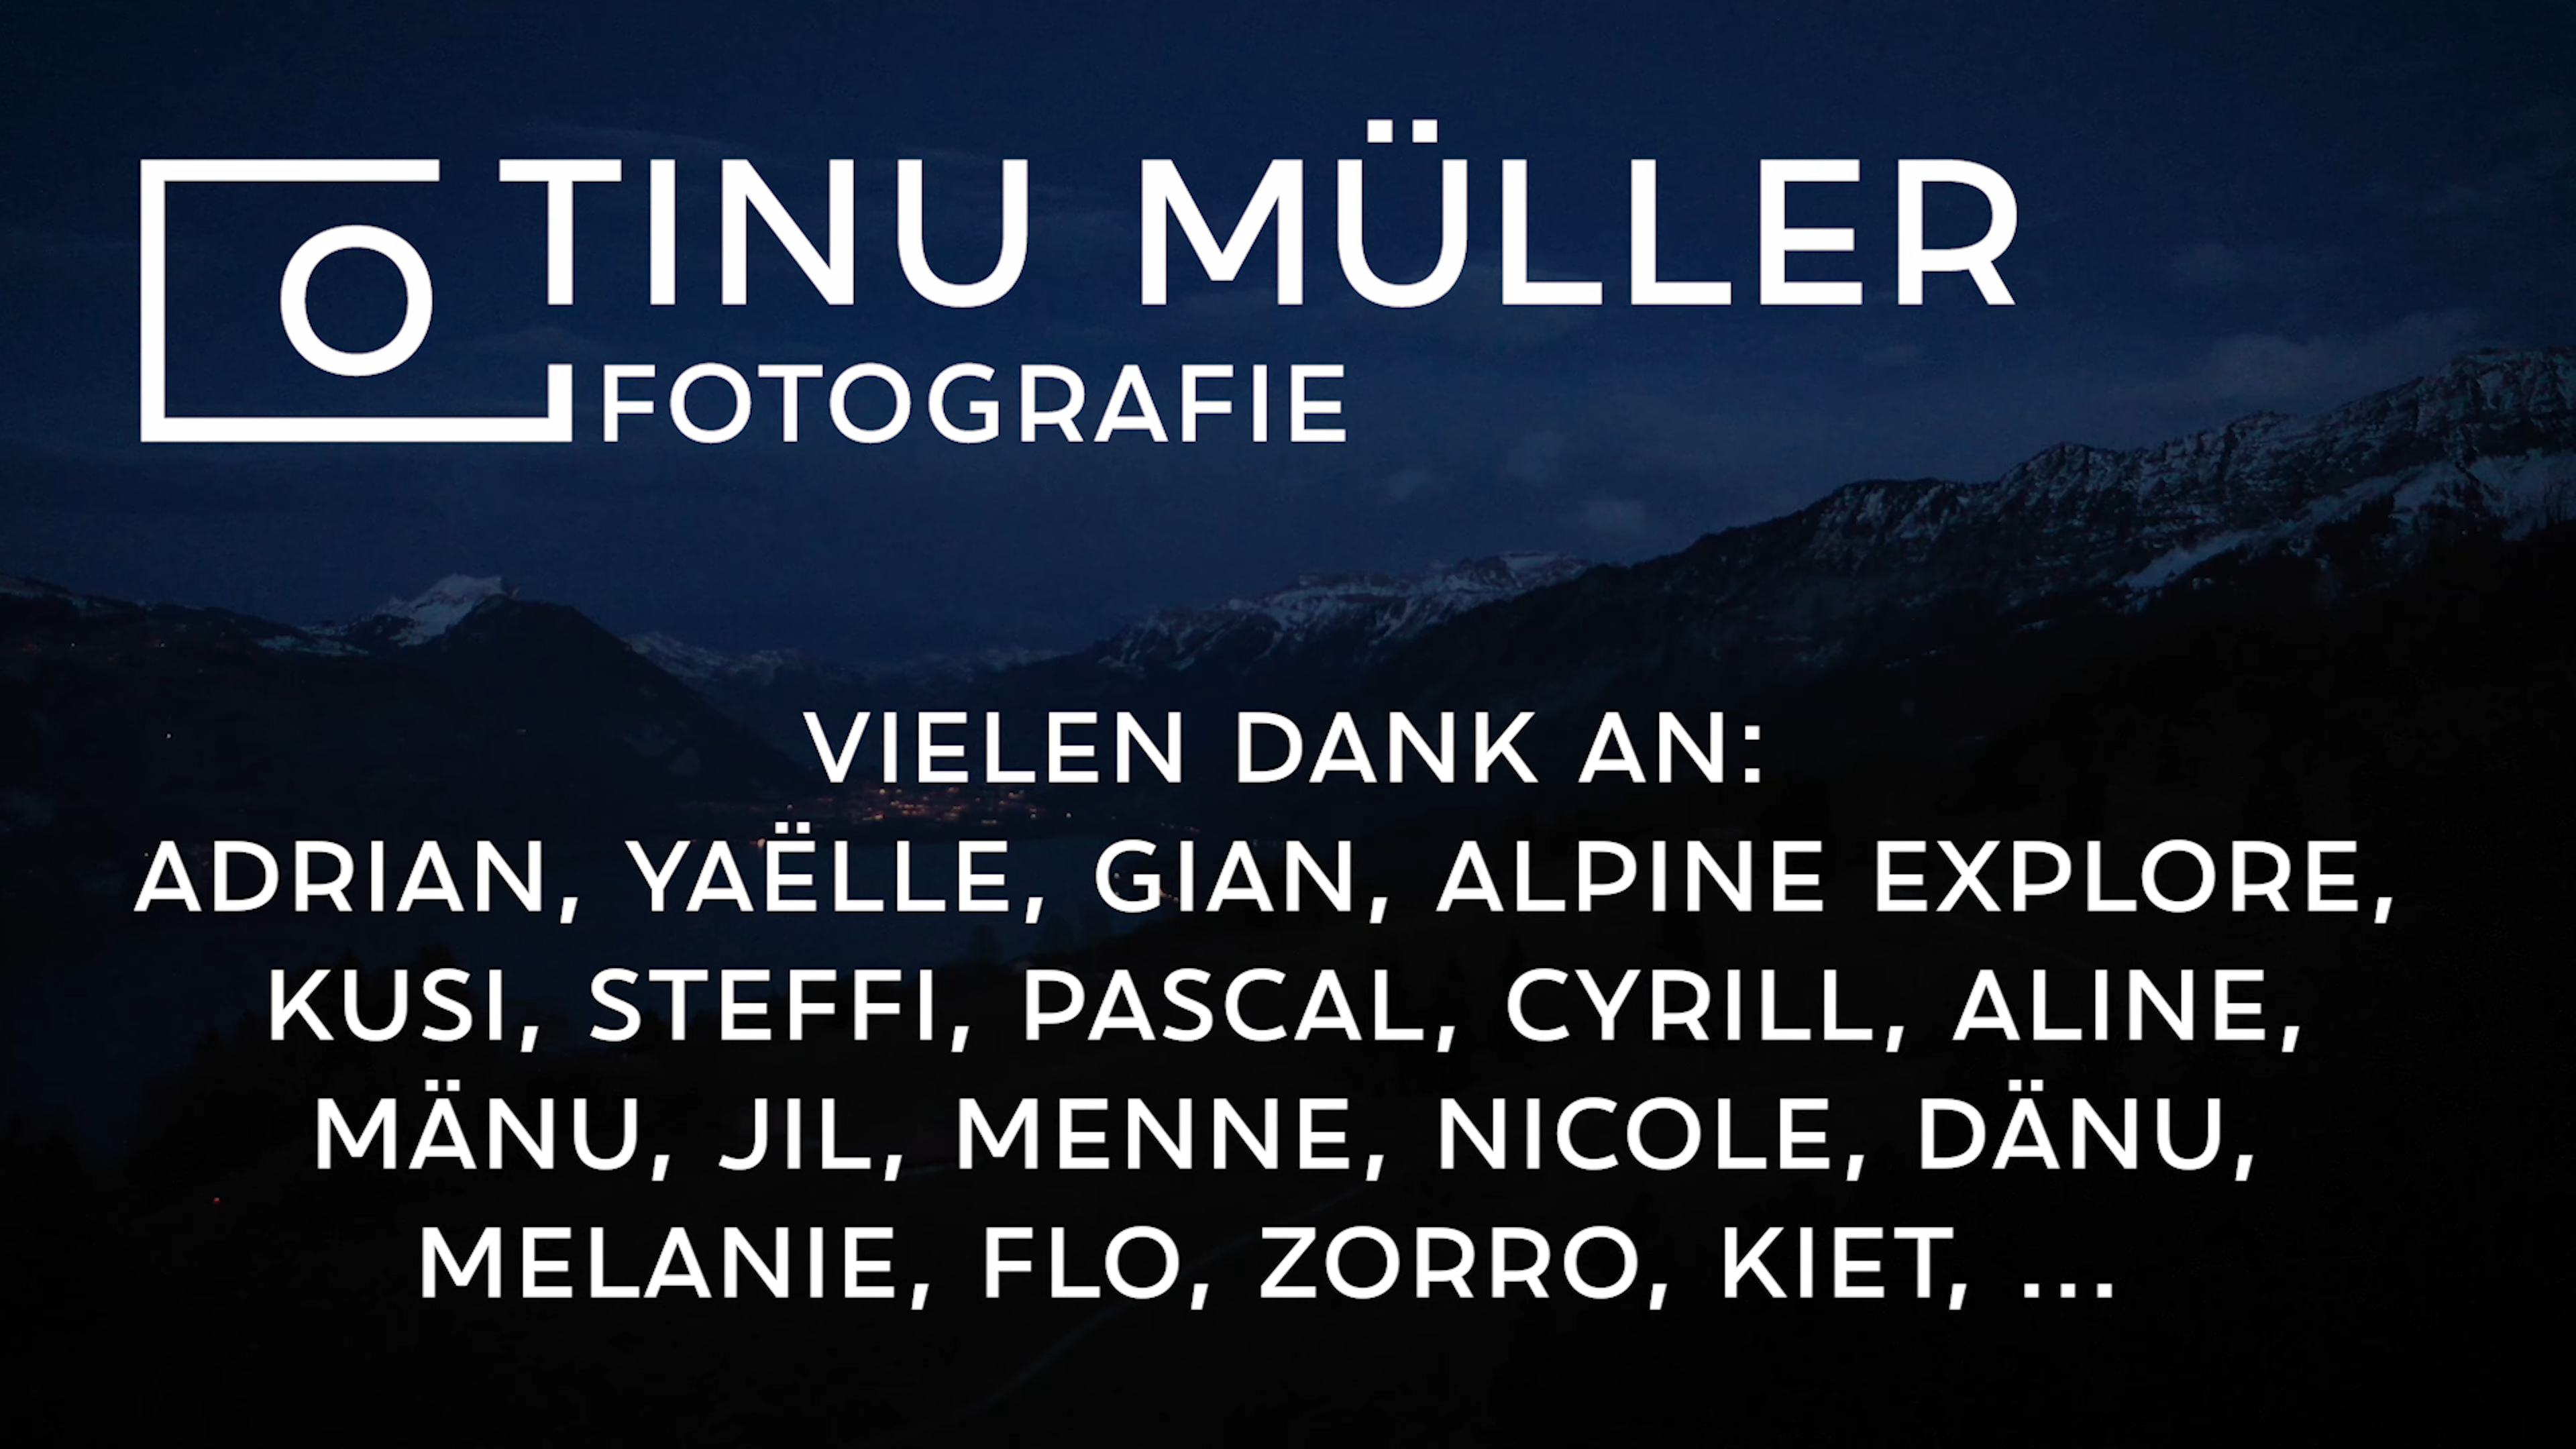 TINU MÜLLER
FOTOGRAFIE
VIELEN DANK AN:
ADRIAN, YAËLLE, GIAN, ALPINE EXPLORE,
KUSI, STEFFI, PASCAL, CYRILL, ALINE,
MÄNU, JIL, MENNE, NICOLE, DÄNU,
MELANIE, FLO, ZORRO, KIET, ...